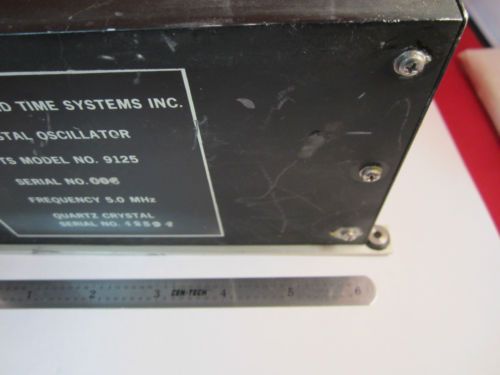 D TIME SYSTEMS INC.
STAL OSCILLATOR
TS MODEL NO. 9125
SERIAL NO. 006
FREQUENCY 5.0 MHz
QUARTZ CRYSTAL
SERIAL NO.
1 2 3 CEN-TECH 4 5 6